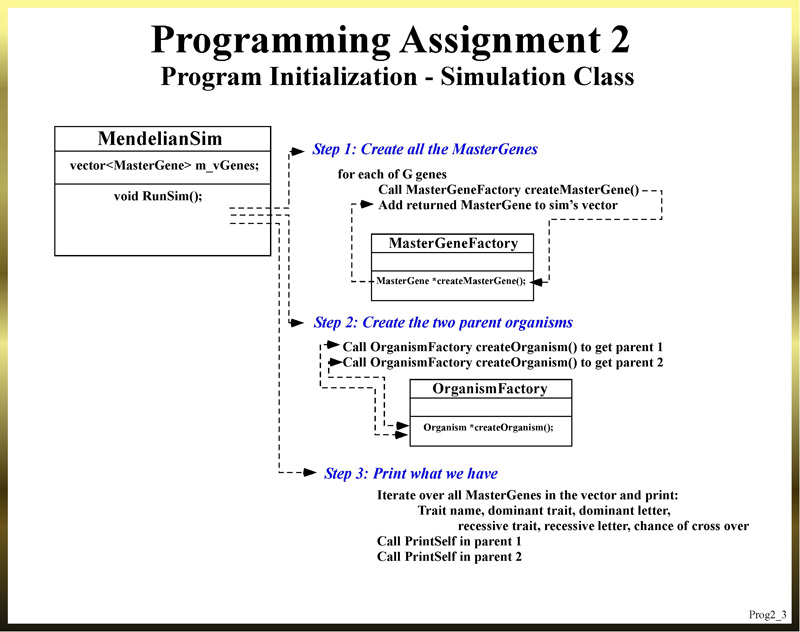 Programming Assignment 2
Program Initialization - Simulation Class
MendelianSim
vector<MasterGene> m_vGenes;
void RunSim();
Step 1: Create all the MasterGenes
for each of G genes
Call MasterGeneFactory createMasterGene()
Add returned MasterGene to sim's vector
MasterGeneFactory
MasterGene *createMasterGene();
Step 2: Create the two parent organisms
Call OrganismFactory createOrganism() to get parent 1
Call OrganismFactory createOrganism() to get parent 2
OrganismFactory
Organism *createOrganism();
Step 3: Print what we have
Iterate over all MasterGenes in the vector and print:
Trait name, dominant trait, dominant letter,
recessive trait, recessive letter, chance of cross over
Call PrintSelf in parent 1
Call PrintSelf in parent 2
Prog2_3